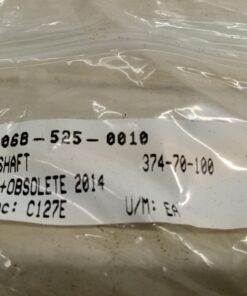 068-525-0010
SHAFT 374-70-100
+OBSOLETE 2014
C127E U/M: EA